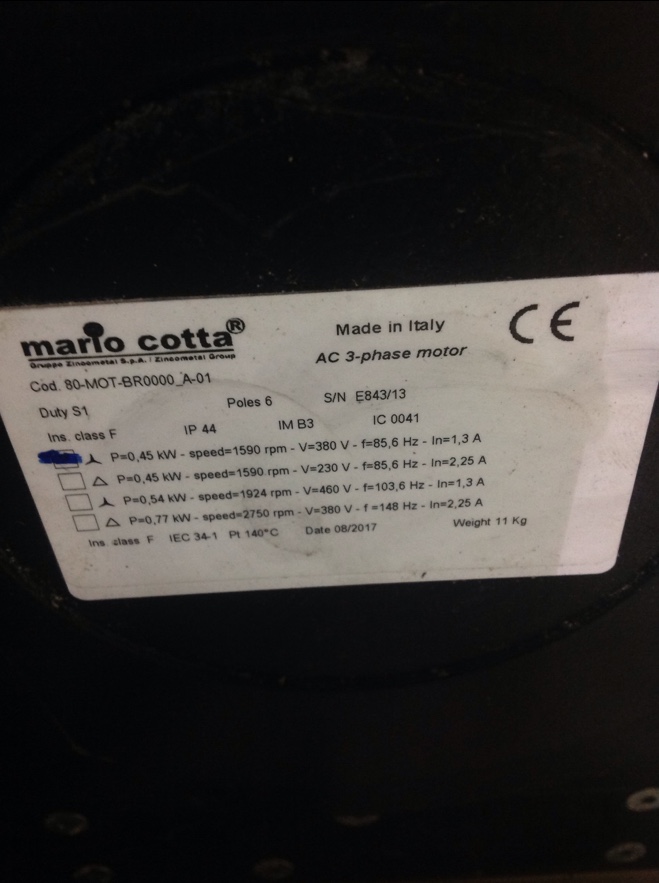 mario cotta®
Gruppo Zincometal S.p.A. / Zincometal Group
Made in Italy
CE
AC 3-phase motor
Cod. 80-MOT-BR0000_A-01
Duty S1
Poles 6
S/N E843/13
Ins. class F
IP 44
IM B3
IC 0041
P=0,45 kW - speed=1590 rpm - V=380 V - f=85,6 Hz - In=1,3 A
△ P=0,45 kW - speed=1590 rpm - V=230 V - f=85,6 Hz - In=2,25 A
P=0,54 kW - speed=1924 rpm - V=460 V - f=103,6 Hz - In=1,3 A
△ P=0,77 kW - speed=2750 rpm - V=380 V - f =148 Hz - In=2,25 A
Ins. class F IEC 34-1 Pt 140°C Date 08/2017 Weight 11 Kg